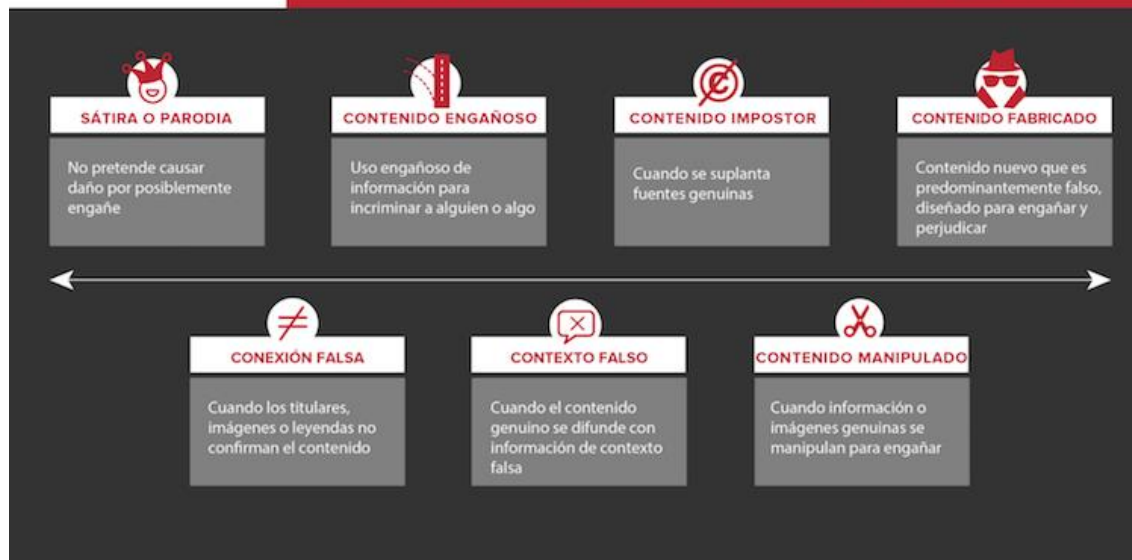 SÁTIRA O PARODIA
No pretende causar
daño por posiblemente
engañe
CONTENIDO ENGAÑOSO
Uso engañoso de
información para
incriminar a alguien o algo
CONTENIDO IMPOSTOR
Cuando se suplanta
fuentes genuinas
CONTENIDO FABRICADO
Contenido nuevo que es
predominantemente falso,
diseñado para engañar y
perjudicar
CONEXIÓN FALSA
Cuando los titulares,
imágenes o leyendas no
confirman el contenido
CONTEXTO FALSO
Cuando el contenido
genuino se difunde con
información de contexto
falsa
CONTENIDO MANIPULADO
Cuando información o
imágenes genuinas se
manipulan para engañar